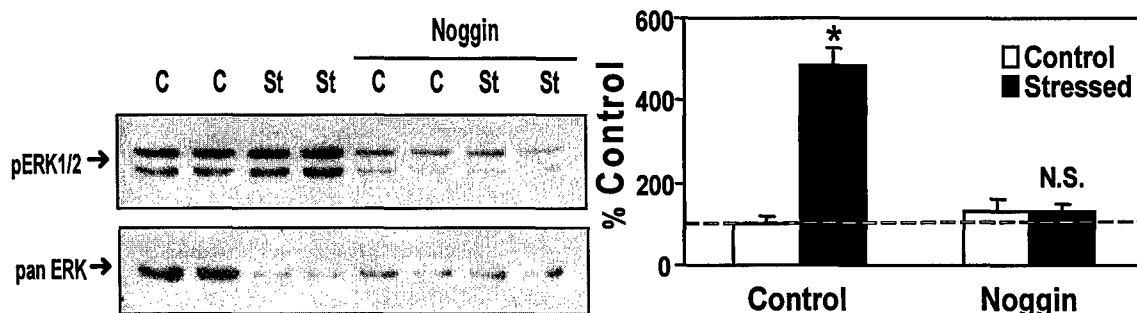 Noggin
C C St St C C St St
pERK1/2 →
pan ERK →
600
400
200
0
% Control
*
Control
Stressed
N.S.
Control Noggin